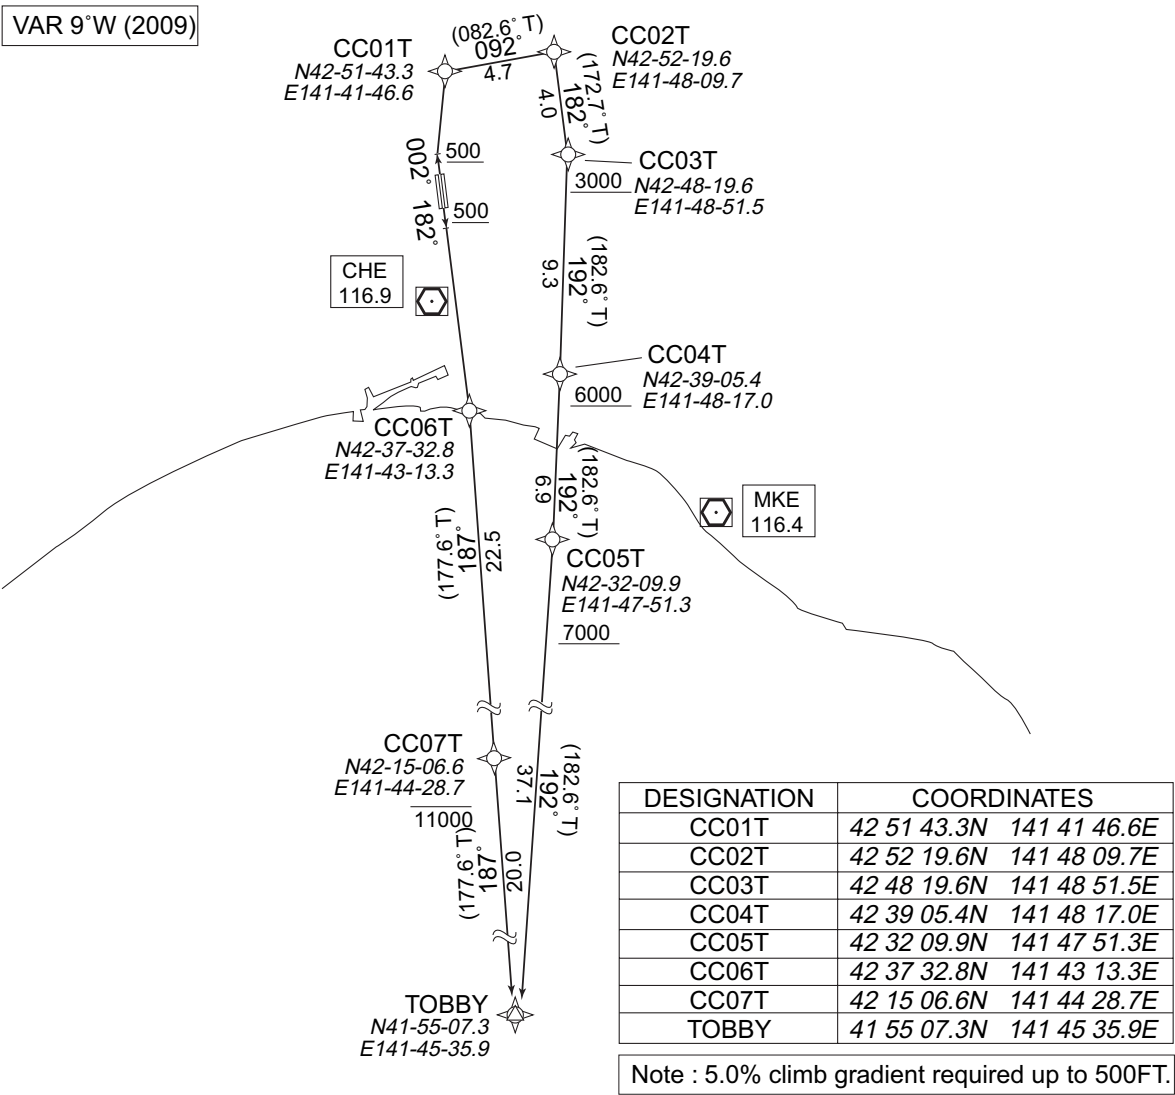 VAR 9°W (2009)
CC01T
N42-51-43.3
E141-41-46.6
(082.6°T)
092°
4.7
CC02T
N42-52-19.6
E141-48-09.7
(172.7°T)
182°
4.0
CC03T
N42-48-19.6
E141-48-51.5
3000
500
002°
182°
500
CHE
116.9
(182.6°T)
192°
9.3
CC04T
N42-39-05.4
E141-48-17.0
6000
CC06T
N42-37-32.8
E141-43-13.3
(182.6°T)
192°
6.9
MKE
116.4
CC05T
N42-32-09.9
E141-47-51.3
7000
(177.6°T)
187°
22.5
CC07T
N42-15-06.6
E141-44-28.7
11000
(182.6°T)
192°
37.1
(177.6°T)
187°
20.0
TOBBY
N41-55-07.3
E141-45-35.9
DESIGNATION COORDINATES
CC01T 42 51 43.3N 141 41 46.6E
CC02T 42 52 19.6N 141 48 09.7E
CC03T 42 48 19.6N 141 48 51.5E
CC04T 42 39 05.4N 141 48 17.0E
CC05T 42 32 09.9N 141 47 51.3E
CC06T 42 37 32.8N 141 43 13.3E
CC07T 42 15 06.6N 141 44 28.7E
TOBBY 41 55 07.3N 141 45 35.9E
Note : 5.0% climb gradient required up to 500FT.